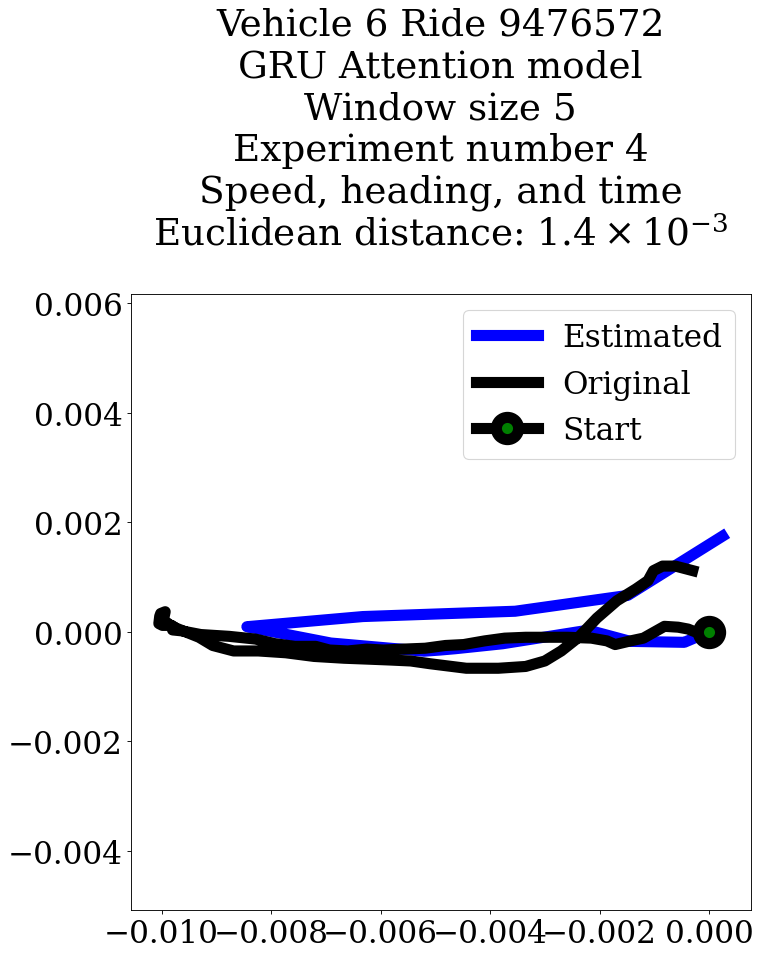 Vehicle 6 Ride 9476572
GRU Attention model
Window size 5
Experiment number 4
Speed, heading, and time
Euclidean distance: 1.4 × 10⁻³
0.006
Estimated
Original
0.004
Start
0.002
0.000
−0.002
−0.004
−0.010 −0.008 −0.006 −0.004 −0.002 0.000